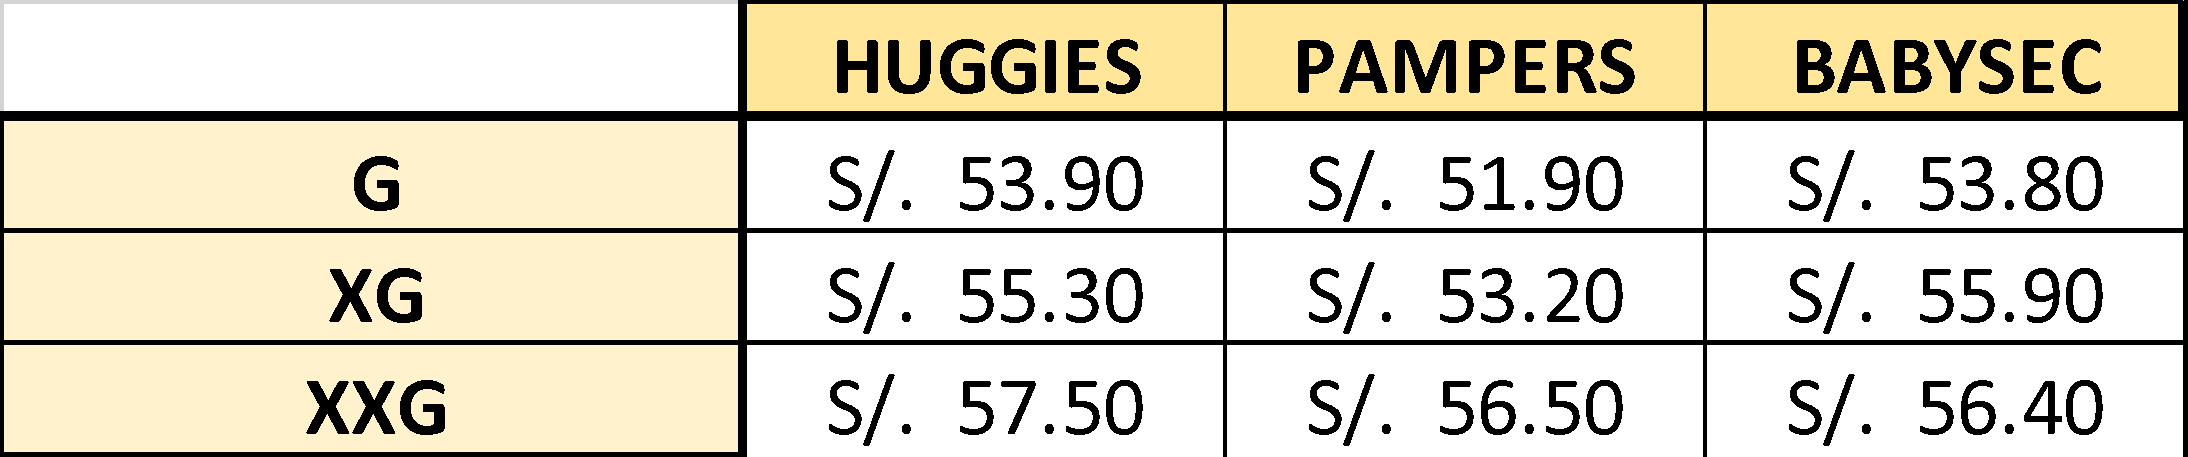 HUGGIES PAMPERS BABYSEC
G S/. 53.90 S/. 51.90 S/. 53.80
XG S/. 55.30 S/. 53.20 S/. 55.90
XXG S/. 57.50 S/. 56.50 S/. 56.40